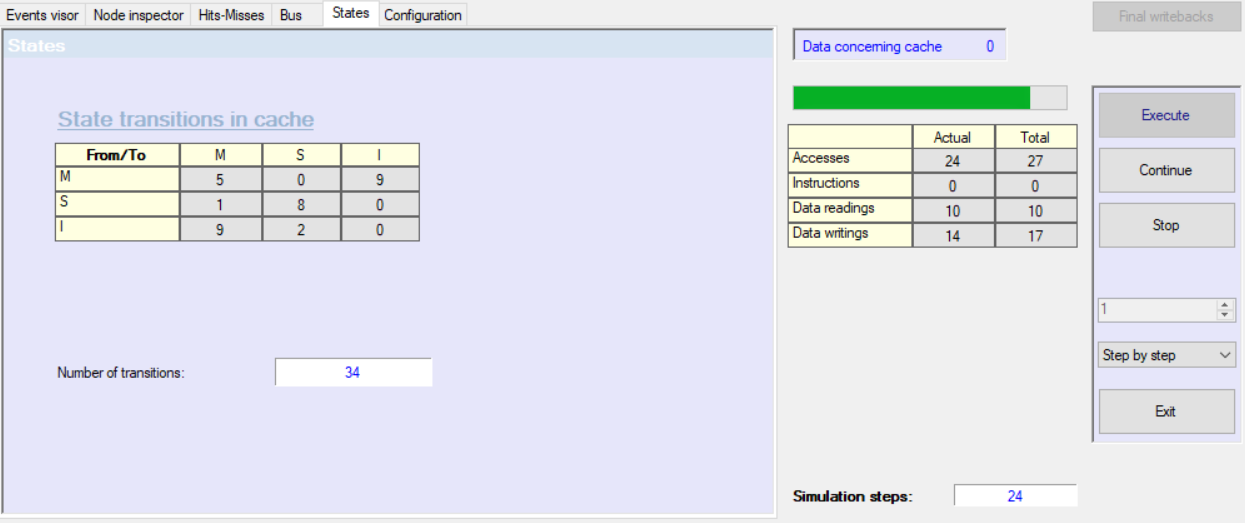 Events visor Node inspector Hits-Misses Bus States Configuration
Final writebacks
States
Data concerning cache 0
State transitions in cache
From/To M S I
M 5 0 9
S 1 8 0
I 9 2 0
Number of transitions: 34
Actual Total
Accesses 24 27
Instructions 0 0
Data readings 10 10
Data writings 14 17
Simulation steps: 24
Execute
Continue
Stop
1
Step by step
Exit